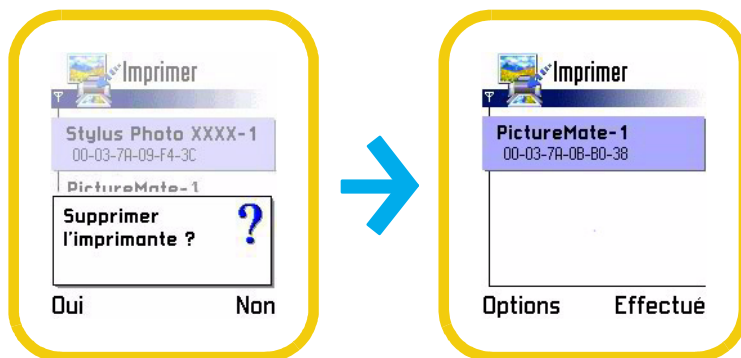 Imprimer
Stylus Photo XXXX-1
00-03-7A-09-F4-3C
PictureMate-1
Supprimer
l'imprimante ?
Oui Non
Imprimer
PictureMate-1
00-03-7A-0B-B0-38
Options Effectué